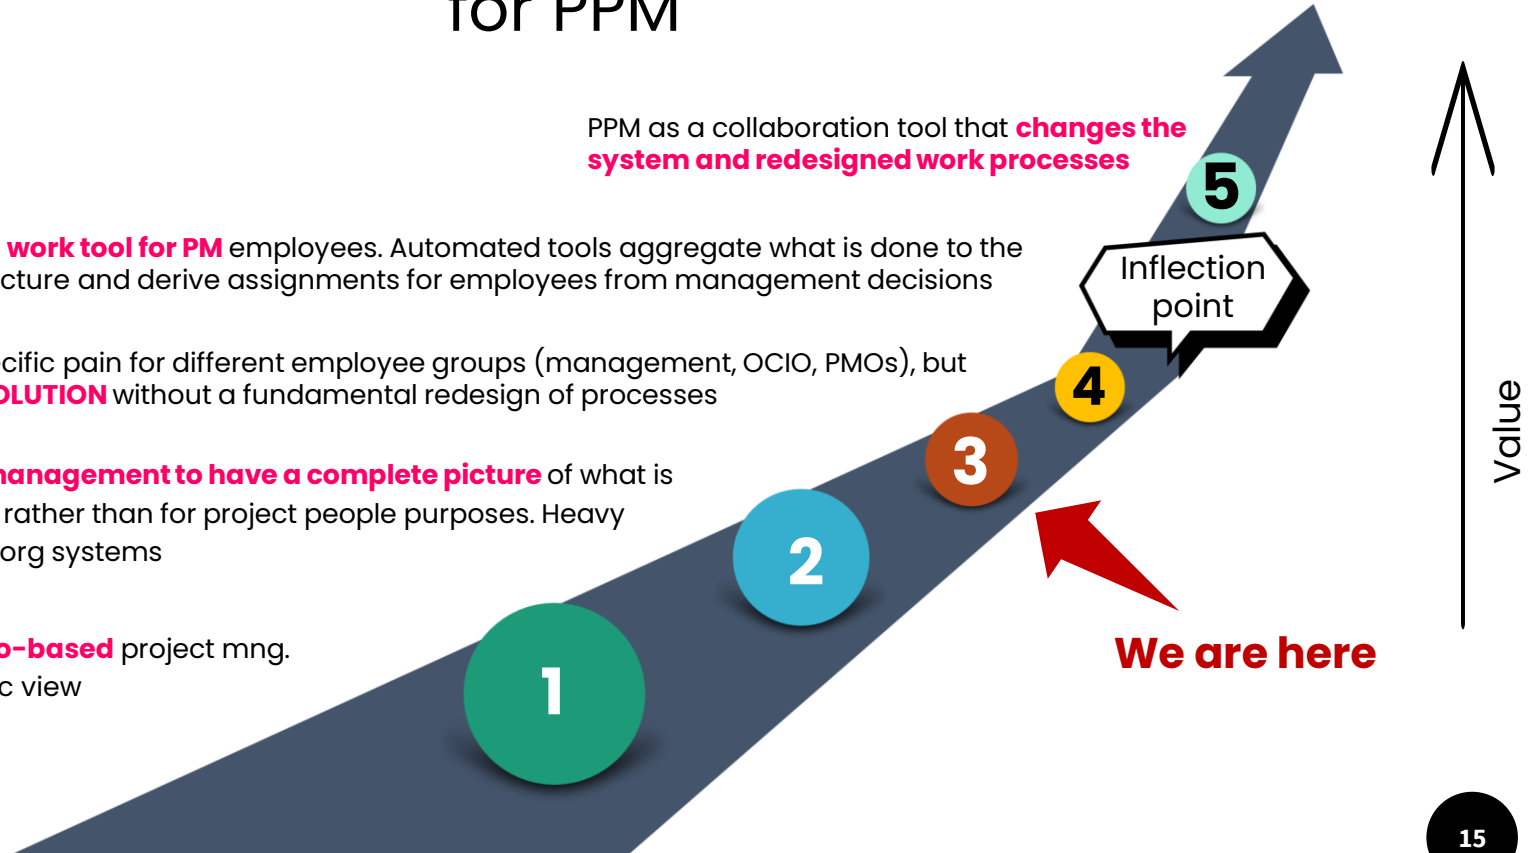 for PPM
PPM as a collaboration tool that changes the
system and redesigned work processes
5
work tool for PM employees. Automated tools aggregate what is done to the
cture and derive assignments for employees from management decisions
Inflection
point
cific pain for different employee groups (management, OCIO, PMOs), but
OLUTION without a fundamental redesign of processes
4
management to have a complete picture of what is
rather than for project people purposes. Heavy
org systems
3
2
Value
We are here
o-based project mng.
c view
1
15